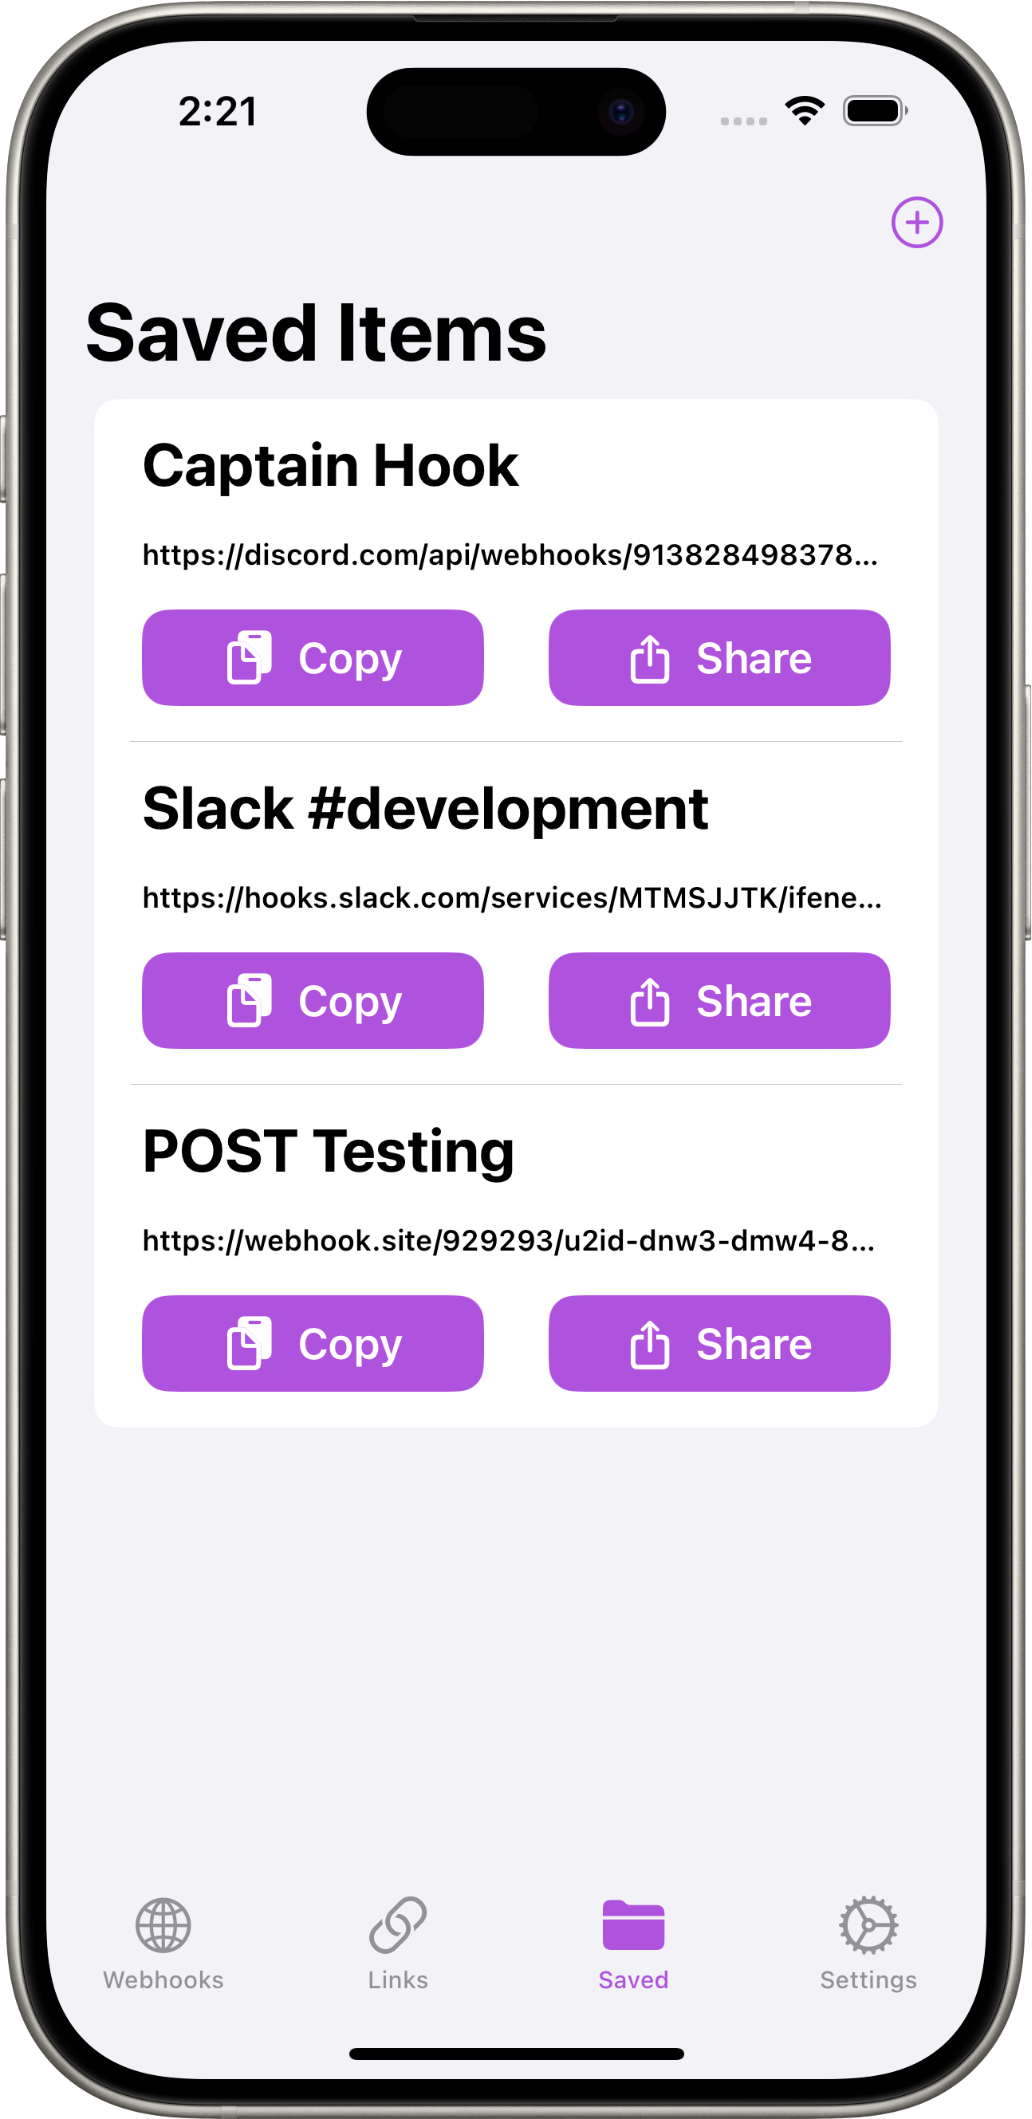 2:21
Saved Items
Captain Hook
https://discord.com/api/webhooks/913828498378...
Copy
Share
Slack #development
https://hooks.slack.com/services/MTMSJJTK/ifene...
Copy
Share
POST Testing
https://webhook.site/929293/u2id-dnw3-dmw4-8...
Copy
Share
Webhooks
Links
Saved
Settings